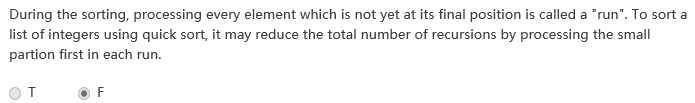 During the sorting, processing every element which is not yet at its final position is called a "run". To sort a
list of integers using quick sort, it may reduce the total number of recursions by processing the small
partion first in each run.
T F